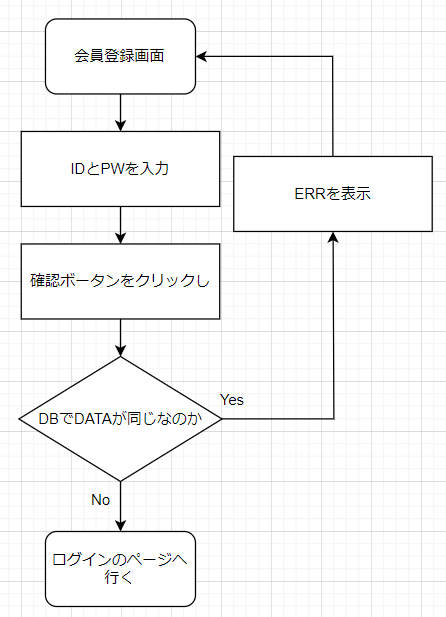 会員登録画面
IDとPWを入力
ERRを表示
確認ボータンをクリックし
DBでDATAが同じなのか
Yes
No
ログインのページへ
行く